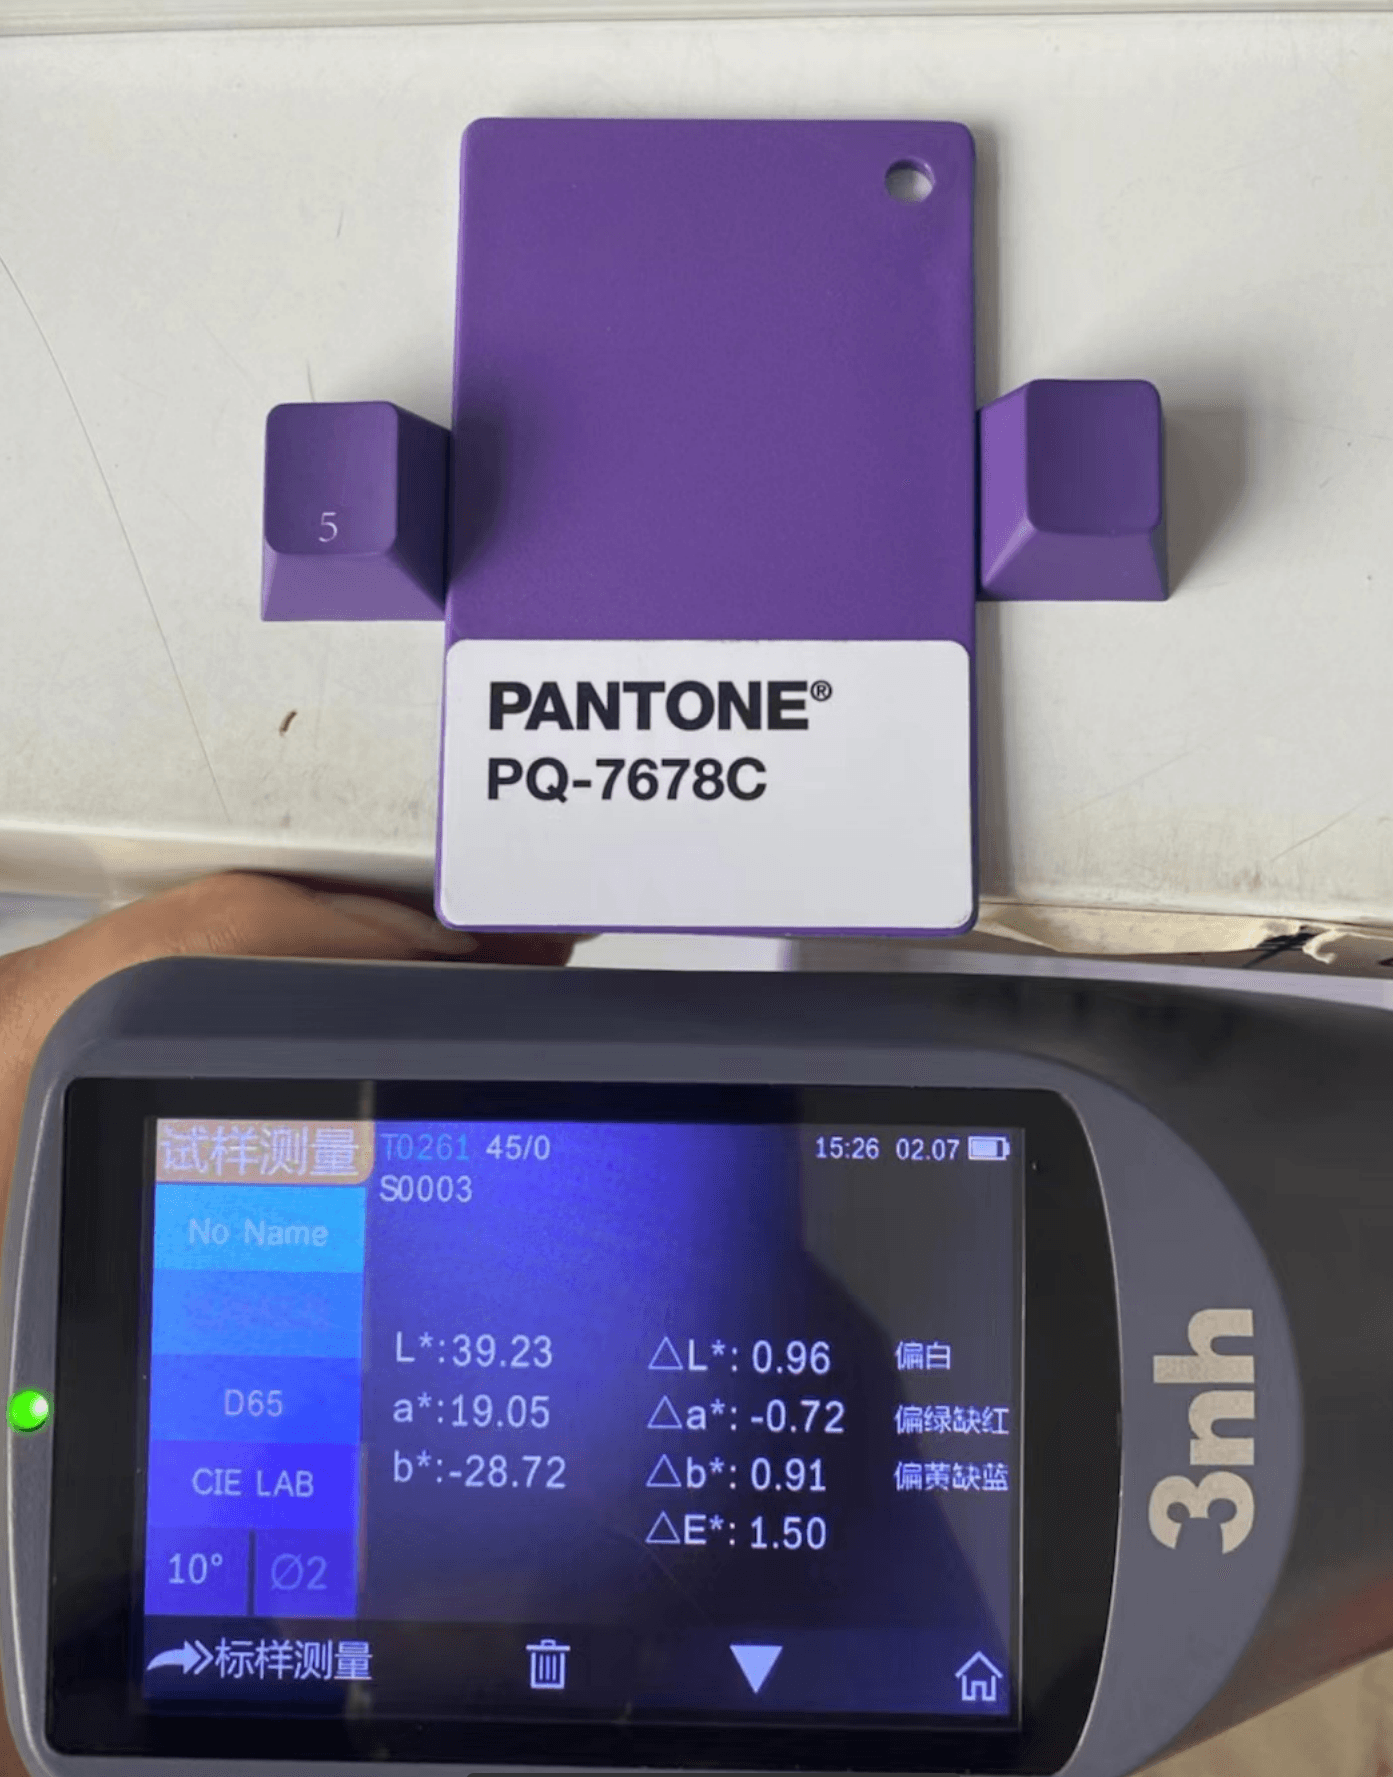 5
PANTONE®
PQ-7678C
试样测量 T0261 45/0 15:26 02.07
S0003
No Name
L*:39.23 △L*: 0.96 偏白
a*:19.05 △a*: -0.72 偏绿缺红
D65
b*:-28.72 △b*: 0.91 偏黄缺蓝
CIE LAB
△E*: 1.50
10° Ø2
标样测量
3nh